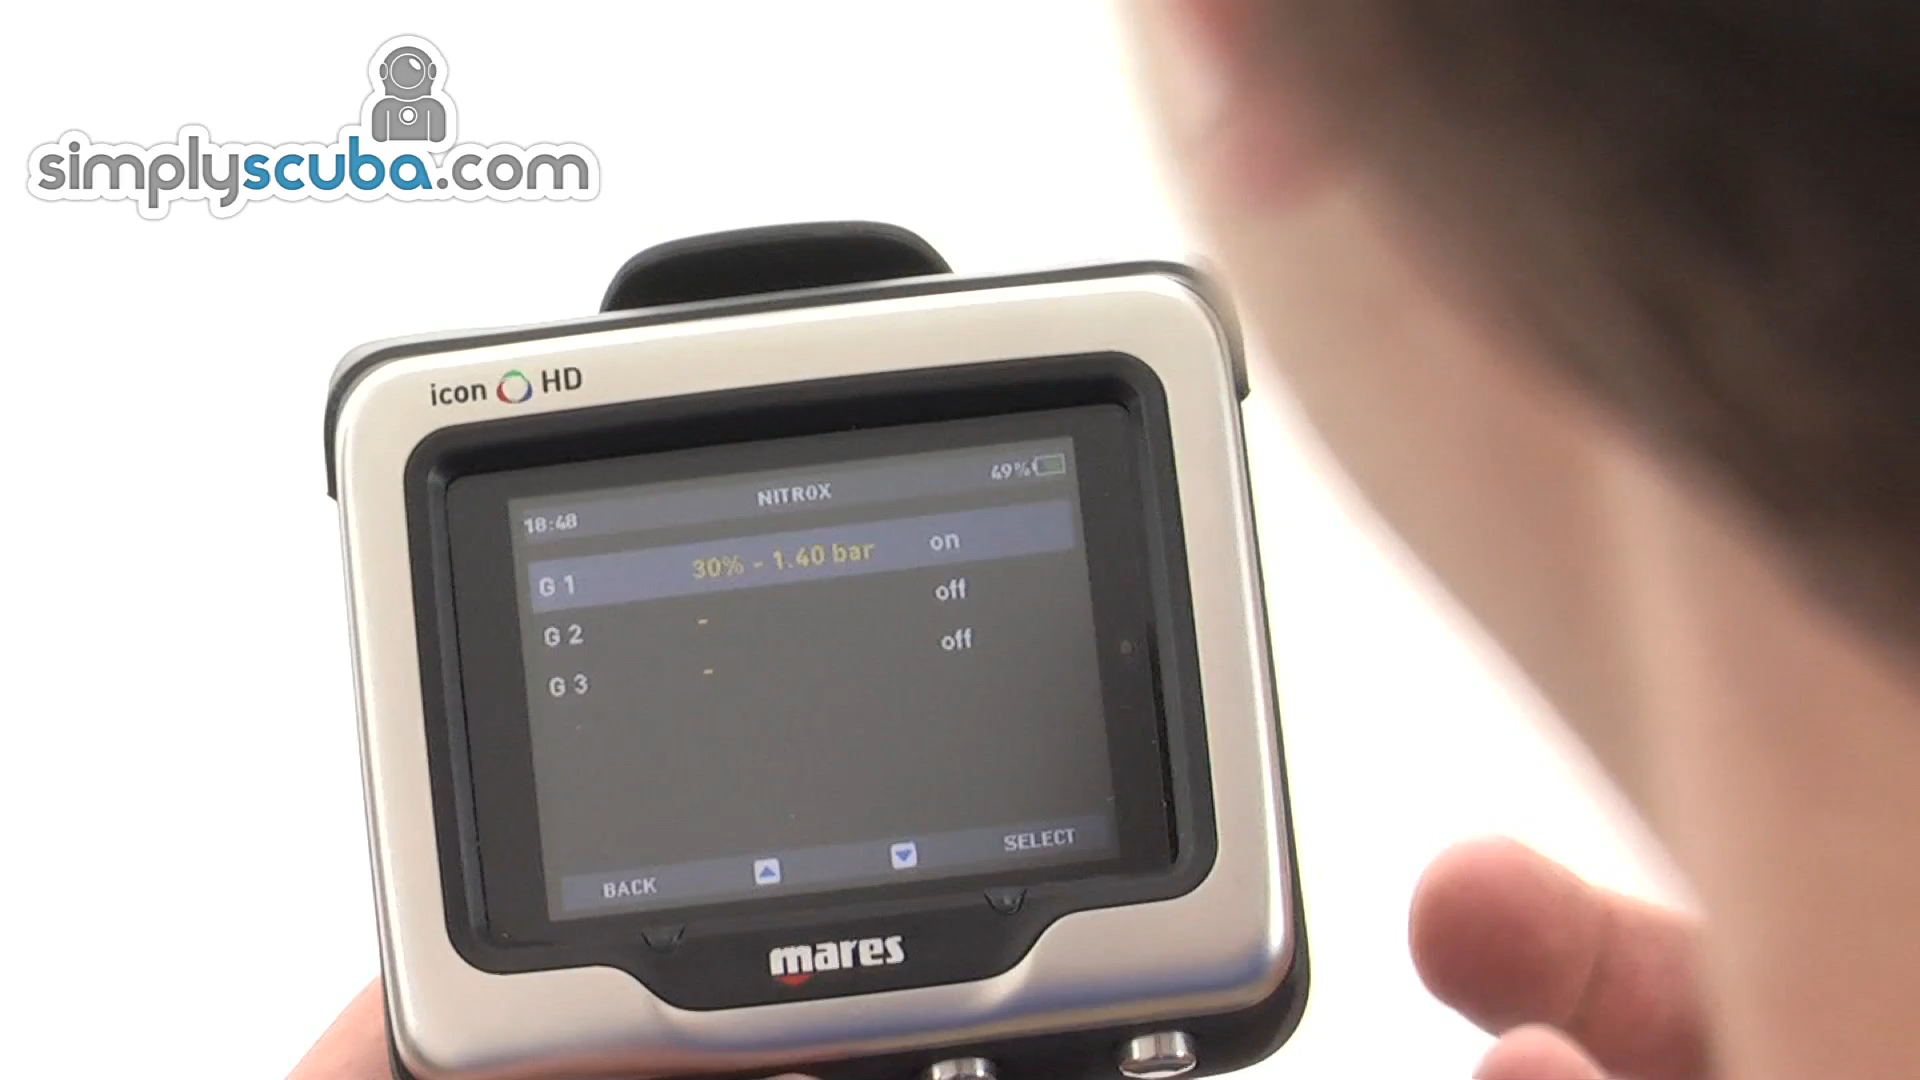 simplyscuba.com
icon HD
18:48 NITROX 49%
G 1 30% - 1.40 bar on
G 2 - off
G 3 - off
BACK SELECT
mares